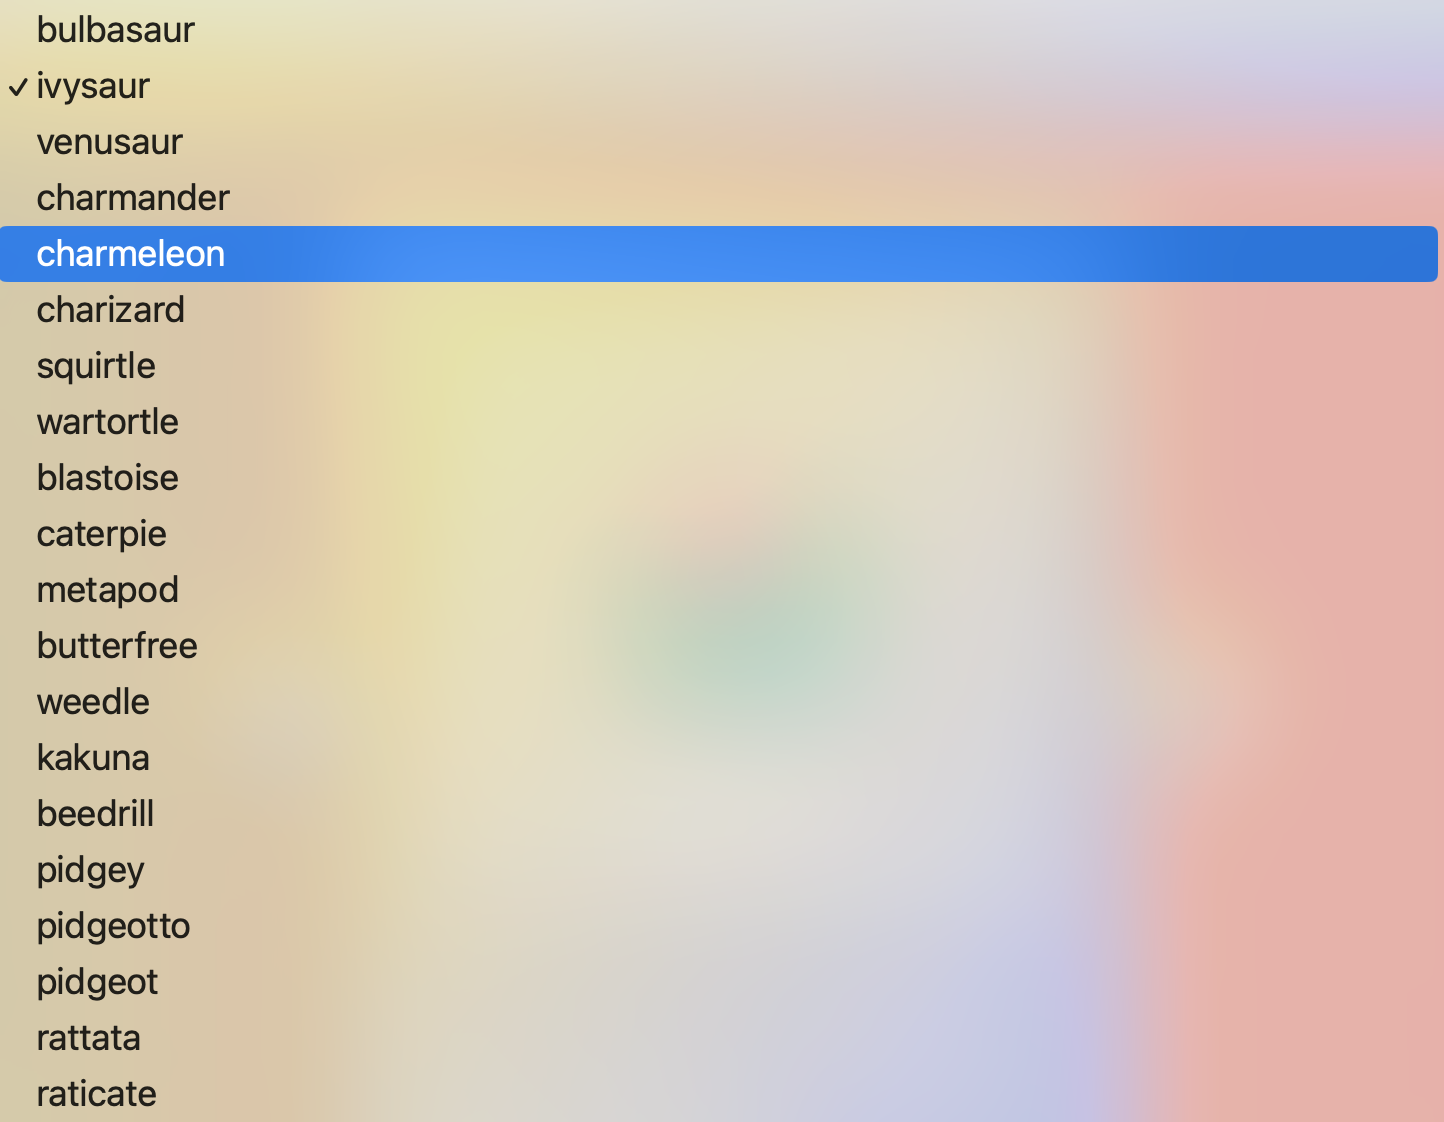 bulbasaur
✓ ivysaur
venusaur
charmander
charmeleon
charizard
squirtle
wartortle
blastoise
caterpie
metapod
butterfree
weedle
kakuna
beedrill
pidgey
pidgeotto
pidgeot
rattata
raticate